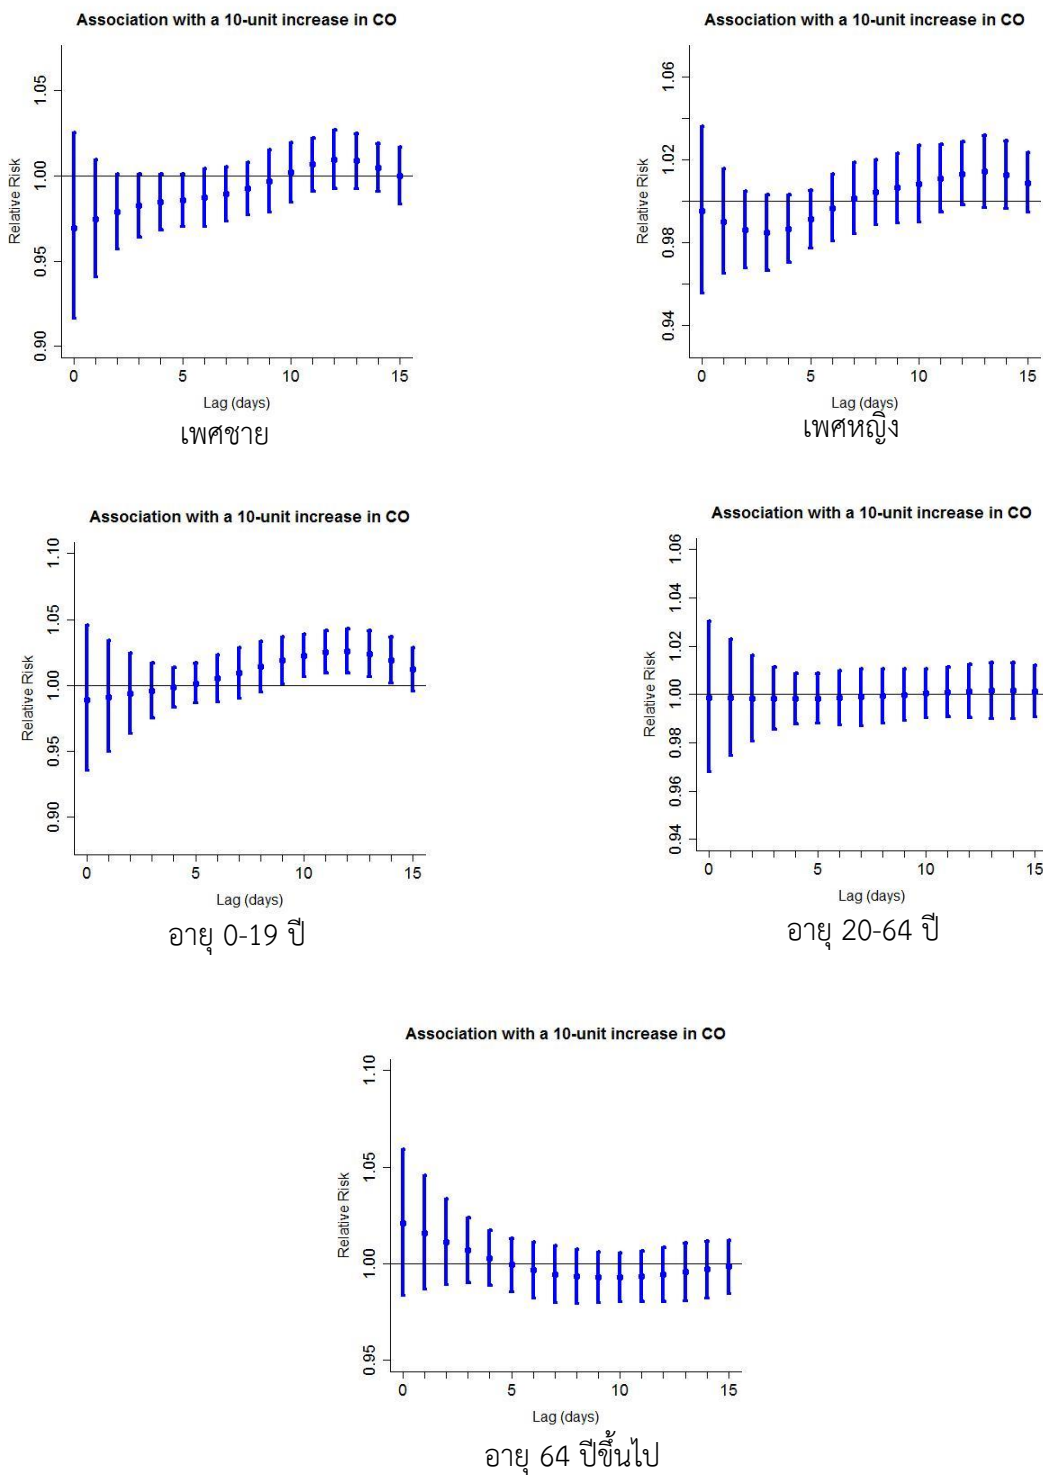 Association with a 10-unit increase in CO
Relative Risk
1.05
1.00
0.95
0.90
0 5 10 15
Lag (days)
เพศชาย
Association with a 10-unit increase in CO
Relative Risk
1.06
1.02
0.98
0.94
0 5 10 15
Lag (days)
เพศหญิง
Association with a 10-unit increase in CO
Relative Risk
1.10
1.05
1.00
0.95
0.90
0 5 10 15
Lag (days)
อายุ 0-19 ปี
Association with a 10-unit increase in CO
Relative Risk
1.06
1.04
1.02
1.00
0.98
0.96
0.94
0 5 10 15
Lag (days)
อายุ 20-64 ปี
Association with a 10-unit increase in CO
Relative Risk
1.10
1.05
1.00
0.95
0 5 10 15
Lag (days)
อายุ 64 ปีขึ้นไป